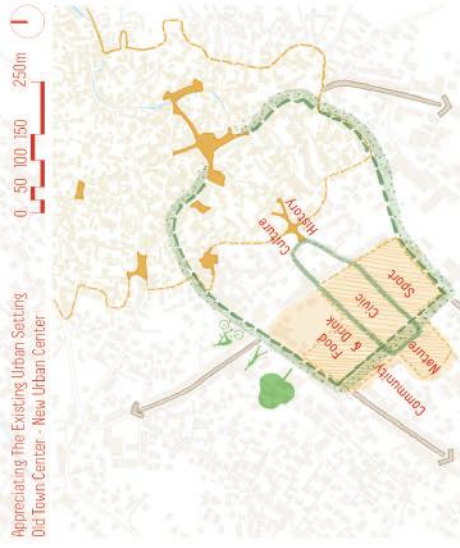 Appreciating The Existing Urban Setting
Old Town Center - New Urban Center
0 50 100 150 250m
Culture
History
Food
& Drink
Civic
Sport
Community
Nature